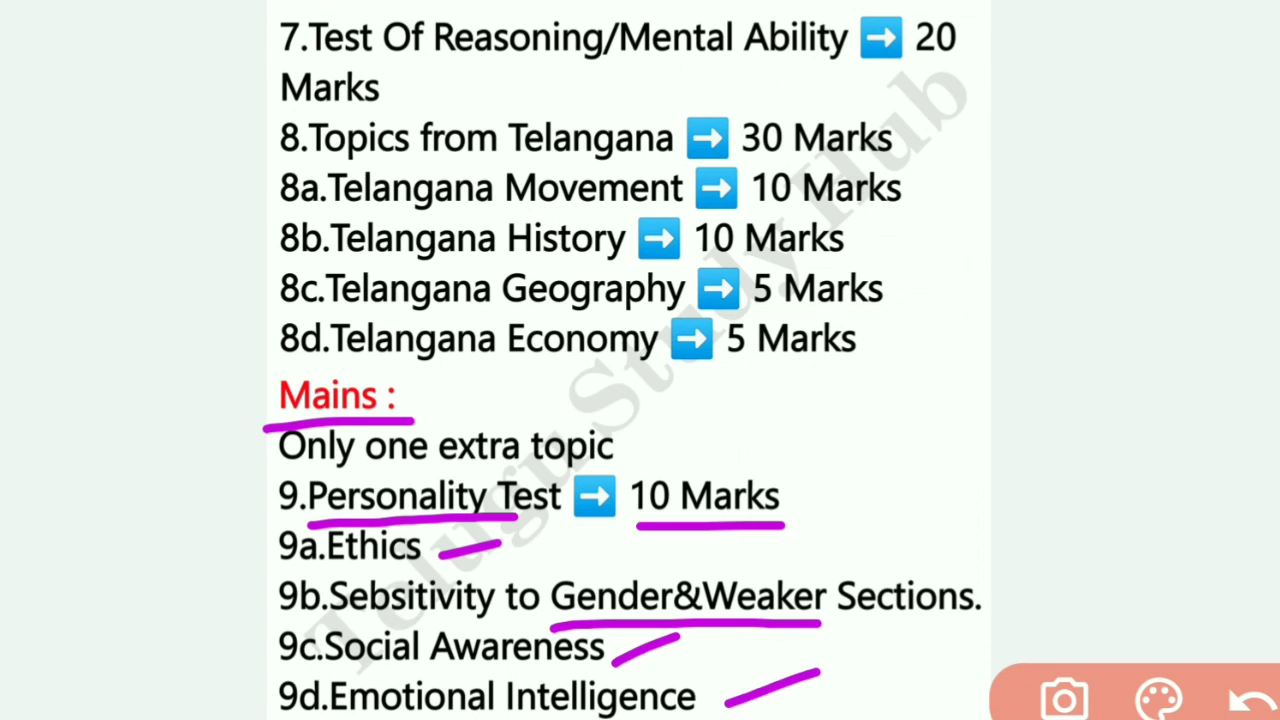 7.Test Of Reasoning/Mental Ability ➡️ 20
Marks
8.Topics from Telangana ➡️ 30 Marks
8a.Telangana Movement ➡️ 10 Marks
8b.Telangana History ➡️ 10 Marks
8c.Telangana Geography ➡️ 5 Marks
8d.Telangana Economy ➡️ 5 Marks
Mains :
Only one extra topic
9.Personality Test ➡️ 10 Marks
9a.Ethics
9b.Sebsitivity to Gender&Weaker Sections.
9c.Social Awareness
9d.Emotional Intelligence
Telugu Study Hub